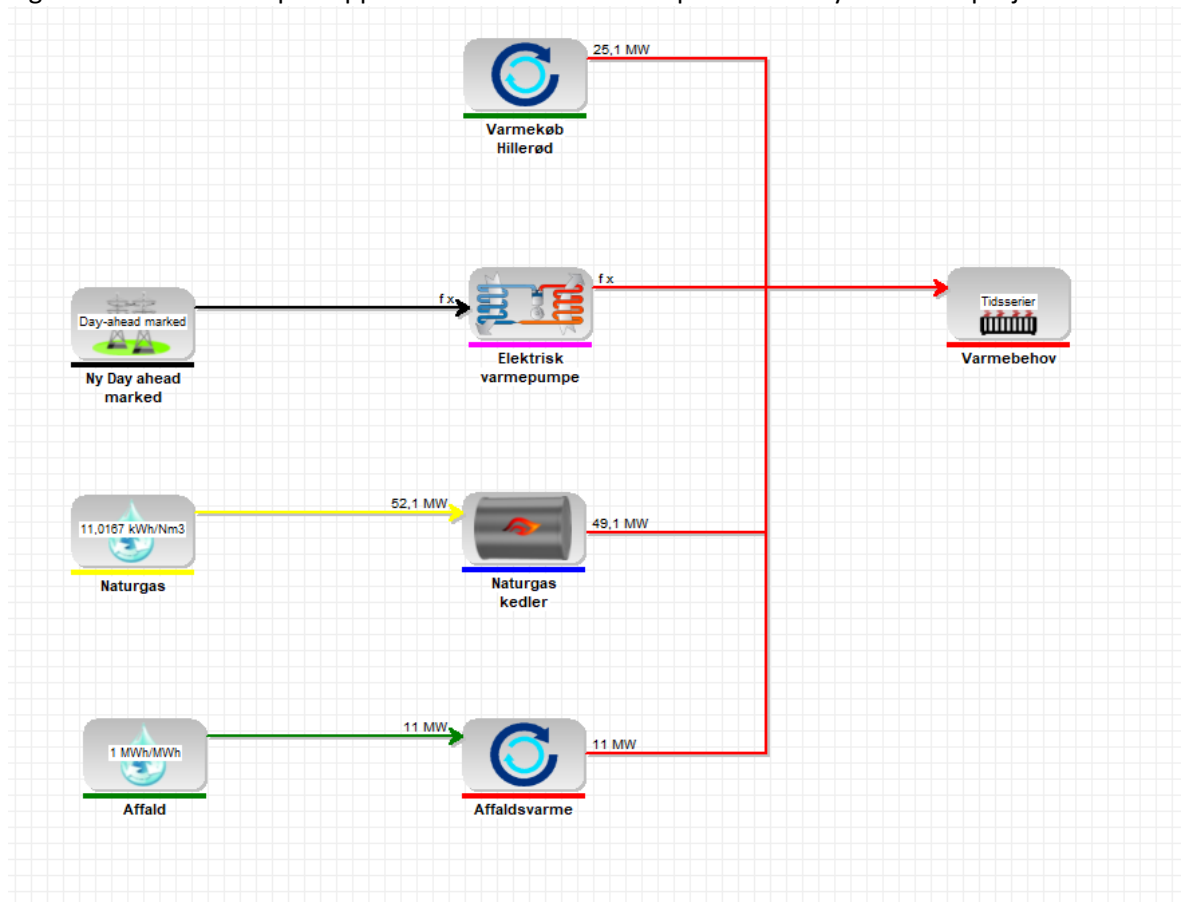 25,1 MW
Varmekøb
Hillerød
Day-ahead marked
Ny Day ahead
marked
f x
Elektrisk
varmepumpe
f x
Tidsserier
Varmebehov
11,0167 kWh/Nm3
Naturgas
52,1 MW
Naturgas
kedler
49,1 MW
1 MWh/MWh
Affald
11 MW
Affaldsvarme
11 MW